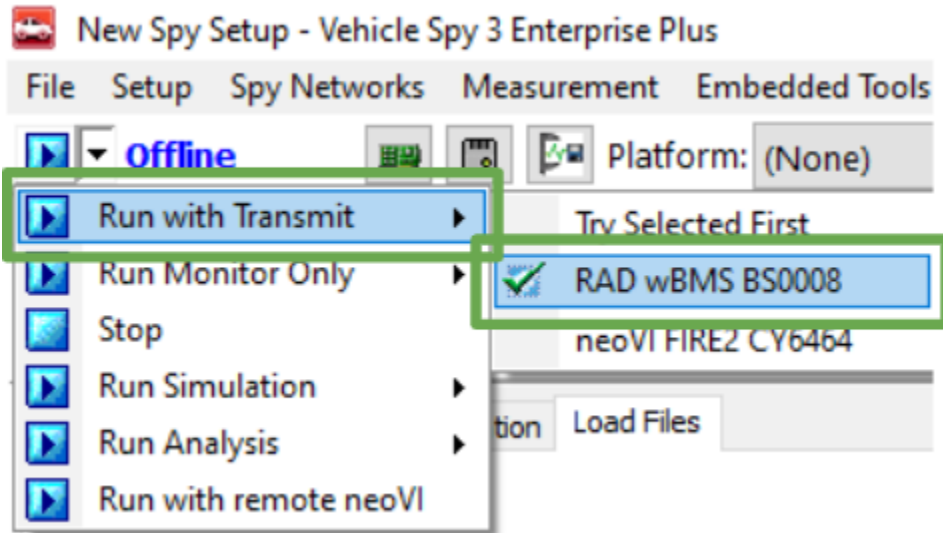 New Spy Setup - Vehicle Spy 3 Enterprise Plus
File Setup Spy Networks Measurement Embedded Tools
Offline Platform: (None)
Run with Transmit
Try Selected First
Run Monitor Only
RAD wBMS BS0008
Stop
neoVI FIRE2 CY6464
Run Simulation
Run Analysis
tion Load Files
Run with remote neoVI